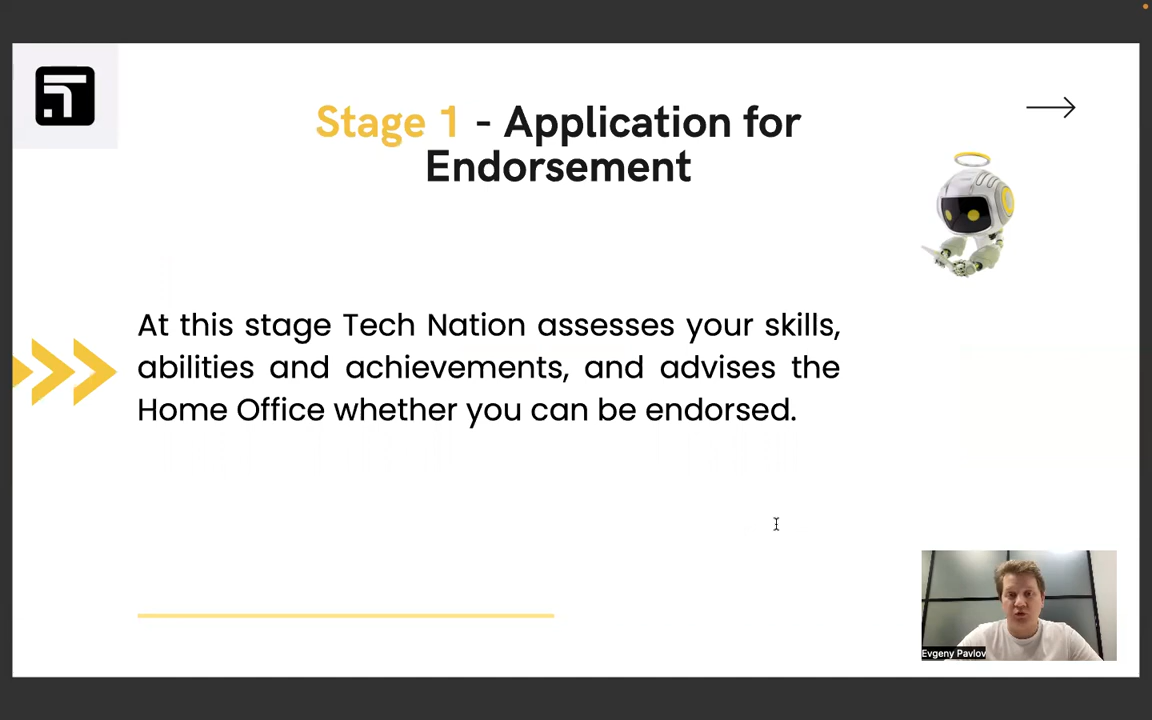 Stage 1 - Application for
Endorsement
At this stage Tech Nation assesses your skills,
abilities and achievements, and advises the
Home Office whether you can be endorsed.
Evgeny Pavlov